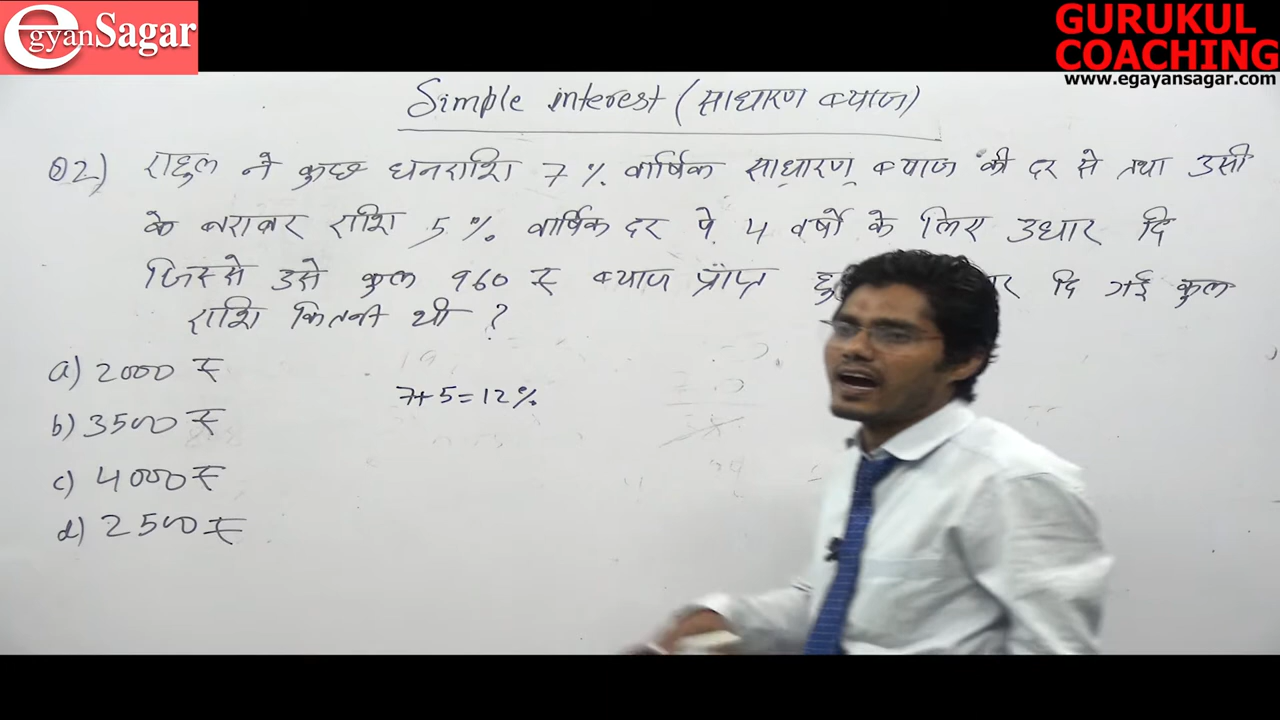 egyanSagar
GURUKUL
COACHING
www.egayansagar.com
Simple interest (साधारण ब्याज)
Q2) राहुल ने कुछ धनराशि 7 % वार्षिक साधारण ब्याज की दर से तथा उसी
के बराबर राशि 5 % वार्षिक दर पे 4 वर्षो के लिए उधार दि
जिससे उसे कुल 960 ₹ ब्याज प्राप्त दि गई कुल
राशि कितनी थी ?
a) 2000 ₹
7+5=12%
b) 3500 ₹
c) 4000 ₹
d) 2500 ₹